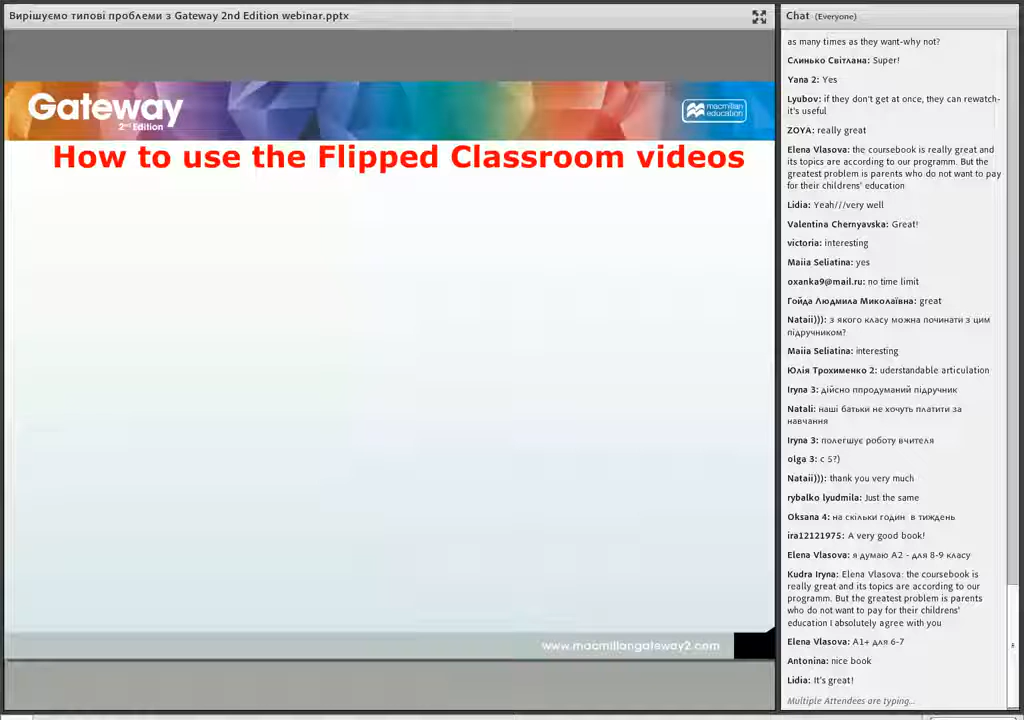 Вирішуємо типові проблеми з Gateway 2nd Edition webinar.pptx
Gateway
2nd Edition
macmillan
education
How to use the Flipped Classroom videos
www.macmillangateway2.com
Chat (Everyone)
as many times as they want-why not?
Слинько Світлана: Super!
Yana 2: Yes
Lyubov: if they don't get at once, they can rewatch-
it's useful
ZOYA: really great
Elena Vlasova: the coursebook is really great and
its topics are according to our programm. But the
greatest problem is parents who do not want to pay
for their childrens' education
Lidia: Yeah///very well
Valentina Chernyavska: Great!
victoria: interesting
Maiia Seliatina: yes
oxanka9@mail.ru: no time limit
Гойда Людмила Миколаївна: great
Nataii))): з якого класу можна починати з цим
підручником?
Maiia Seliatina: interesting
Юлія Трохименко 2: uderstandable articulation
Iryna 3: дійсно ппродуманий підручник
Natali: наші батьки не хочуть платити за
навчання
Iryna 3: полегшує роботу вчителя
olga 3: с 5?)
Nataii))): thank you very much
rybalko lyudmila: Just the same
Oksana 4: на скільки годин в тиждень
ira12121975: A very good book!
Elena Vlasova: я думаю А2 - для 8-9 класу
Kudra Iryna: Elena Vlasova: the coursebook is
really great and its topics are according to our
programm. But the greatest problem is parents
who do not want to pay for their childrens'
education I absolutely agree with you
Elena Vlasova: А1+ для 6-7
Antonina: nice book
Lidia: It's great!
Multiple Attendees are typing...